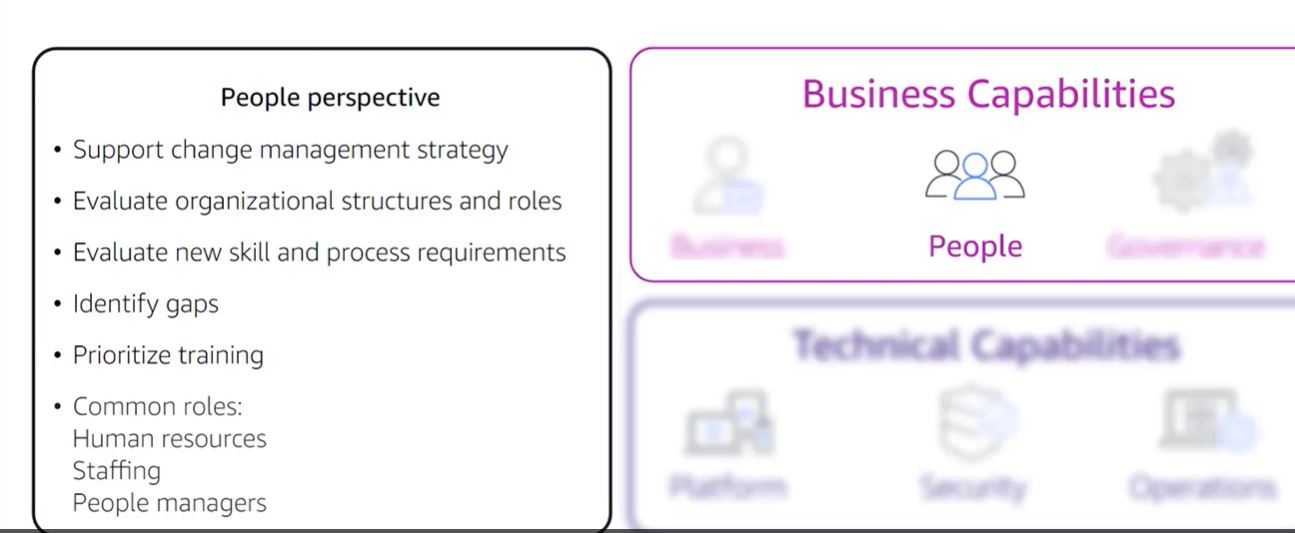 People perspective
• Support change management strategy
• Evaluate organizational structures and roles
• Evaluate new skill and process requirements
• Identify gaps
• Prioritize training
• Common roles:
Human resources
Staffing
People managers
Business Capabilities
Business
People
Governance
Technical Capabilities
Platform
Security
Operations